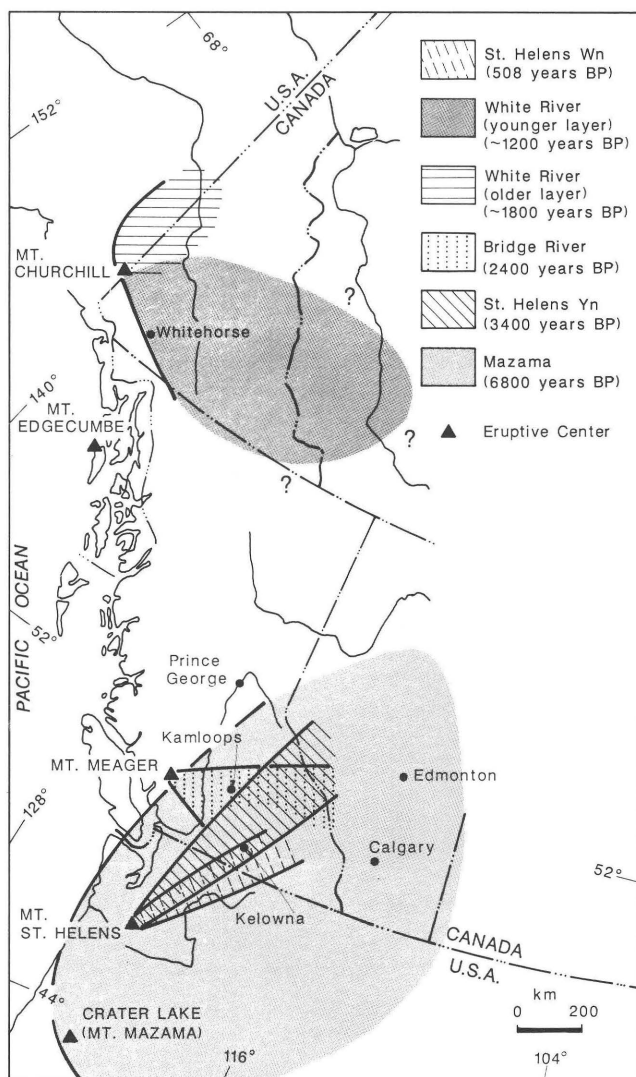 68°
152°
U.S.A.
CANADA
St. Helens Wn
(508 years BP)
White River
(younger layer)
(~1200 years BP)
White River
(older layer)
(~1800 years BP)
Bridge River
(2400 years BP)
St. Helens Yn
(3400 years BP)
Mazama
(6800 years BP)
Eruptive Center
MT.
CHURCHILL
Whitehorse
?
140°
MT.
EDGECUMBE
?
?
PACIFIC OCEAN
52°
Prince
George
Kamloops
MT. MEAGER
Edmonton
128°
Calgary
52°
Kelowna
MT.
ST. HELENS
CANADA
U.S.A.
44°
km
0 200
CRATER LAKE
(MT. MAZAMA)
116°
104°